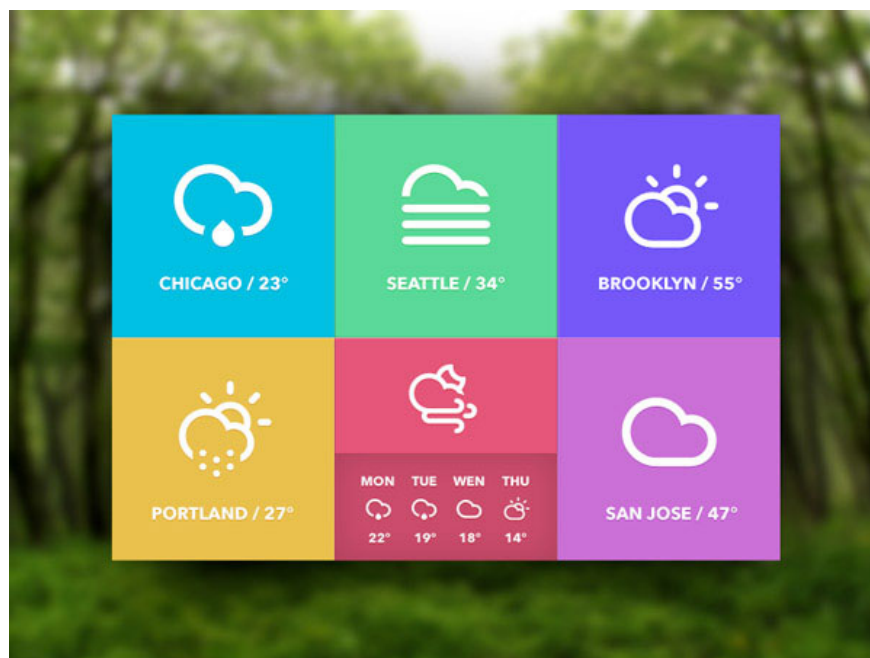 CHICAGO / 23°
SEATTLE / 34°
BROOKLYN / 55°
PORTLAND / 27°
MON TUE WEN THU
22° 19° 18° 14°
SAN JOSE / 47°